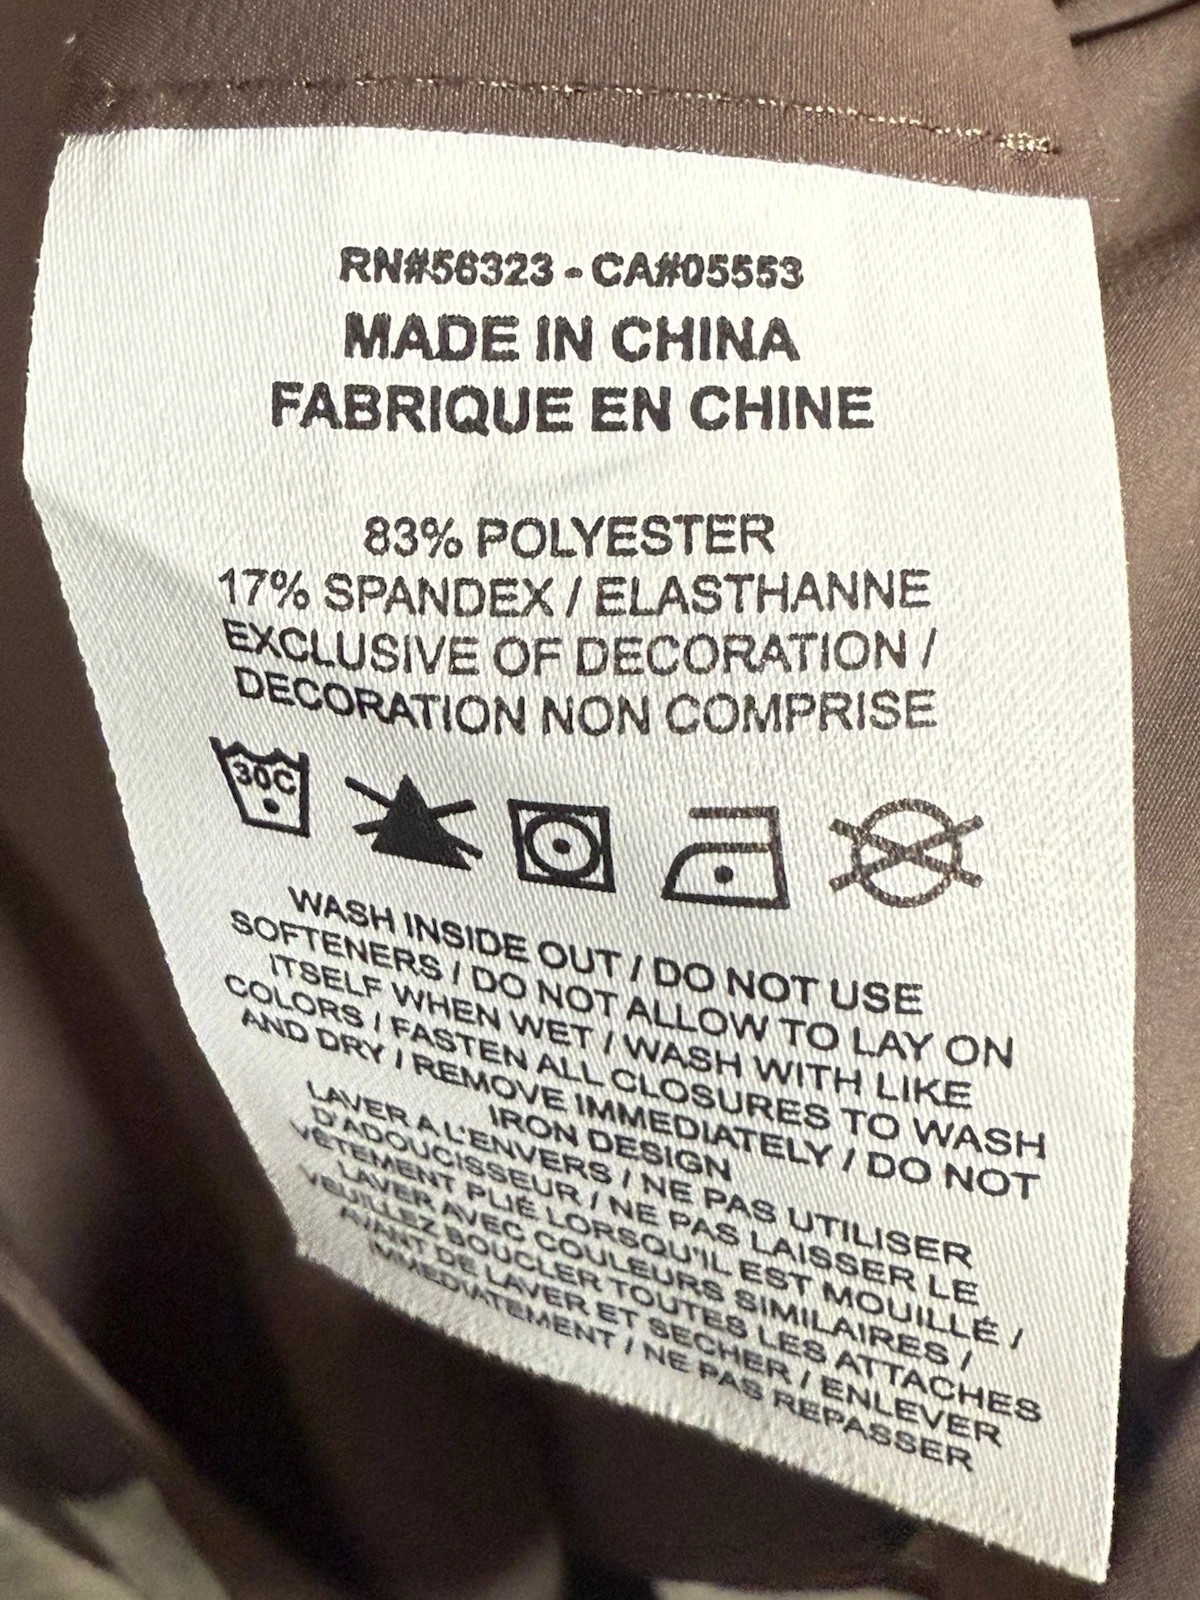 RN#56323 - CA#05553
MADE IN CHINA
FABRIQUE EN CHINE
83% POLYESTER
17% SPANDEX / ELASTHANNE
EXCLUSIVE OF DECORATION /
DECORATION NON COMPRISE
30C
WASH INSIDE OUT / DO NOT USE
SOFTENERS / DO NOT ALLOW TO LAY ON
ITSELF WHEN WET / WASH WITH LIKE
COLORS / FASTEN ALL CLOSURES TO WASH
AND DRY / REMOVE IMMEDIATELY / DO NOT
IRON DESIGN
LAVER A L'ENVERS / NE PAS UTILISER
D'ADOUCISSEUR / NE PAS LAISSER LE
VÊTEMENT PLIÉ LORSQU'IL EST MOUILLÉ /
LAVER AVEC COULEURS SIMILAIRES /
VEUILLEZ BOUCLER TOUTES LES ATTACHES
AVANT DE LAVER ET SECHER / ENLEVER
IMMEDIATEMENT / NE PAS REPASSER